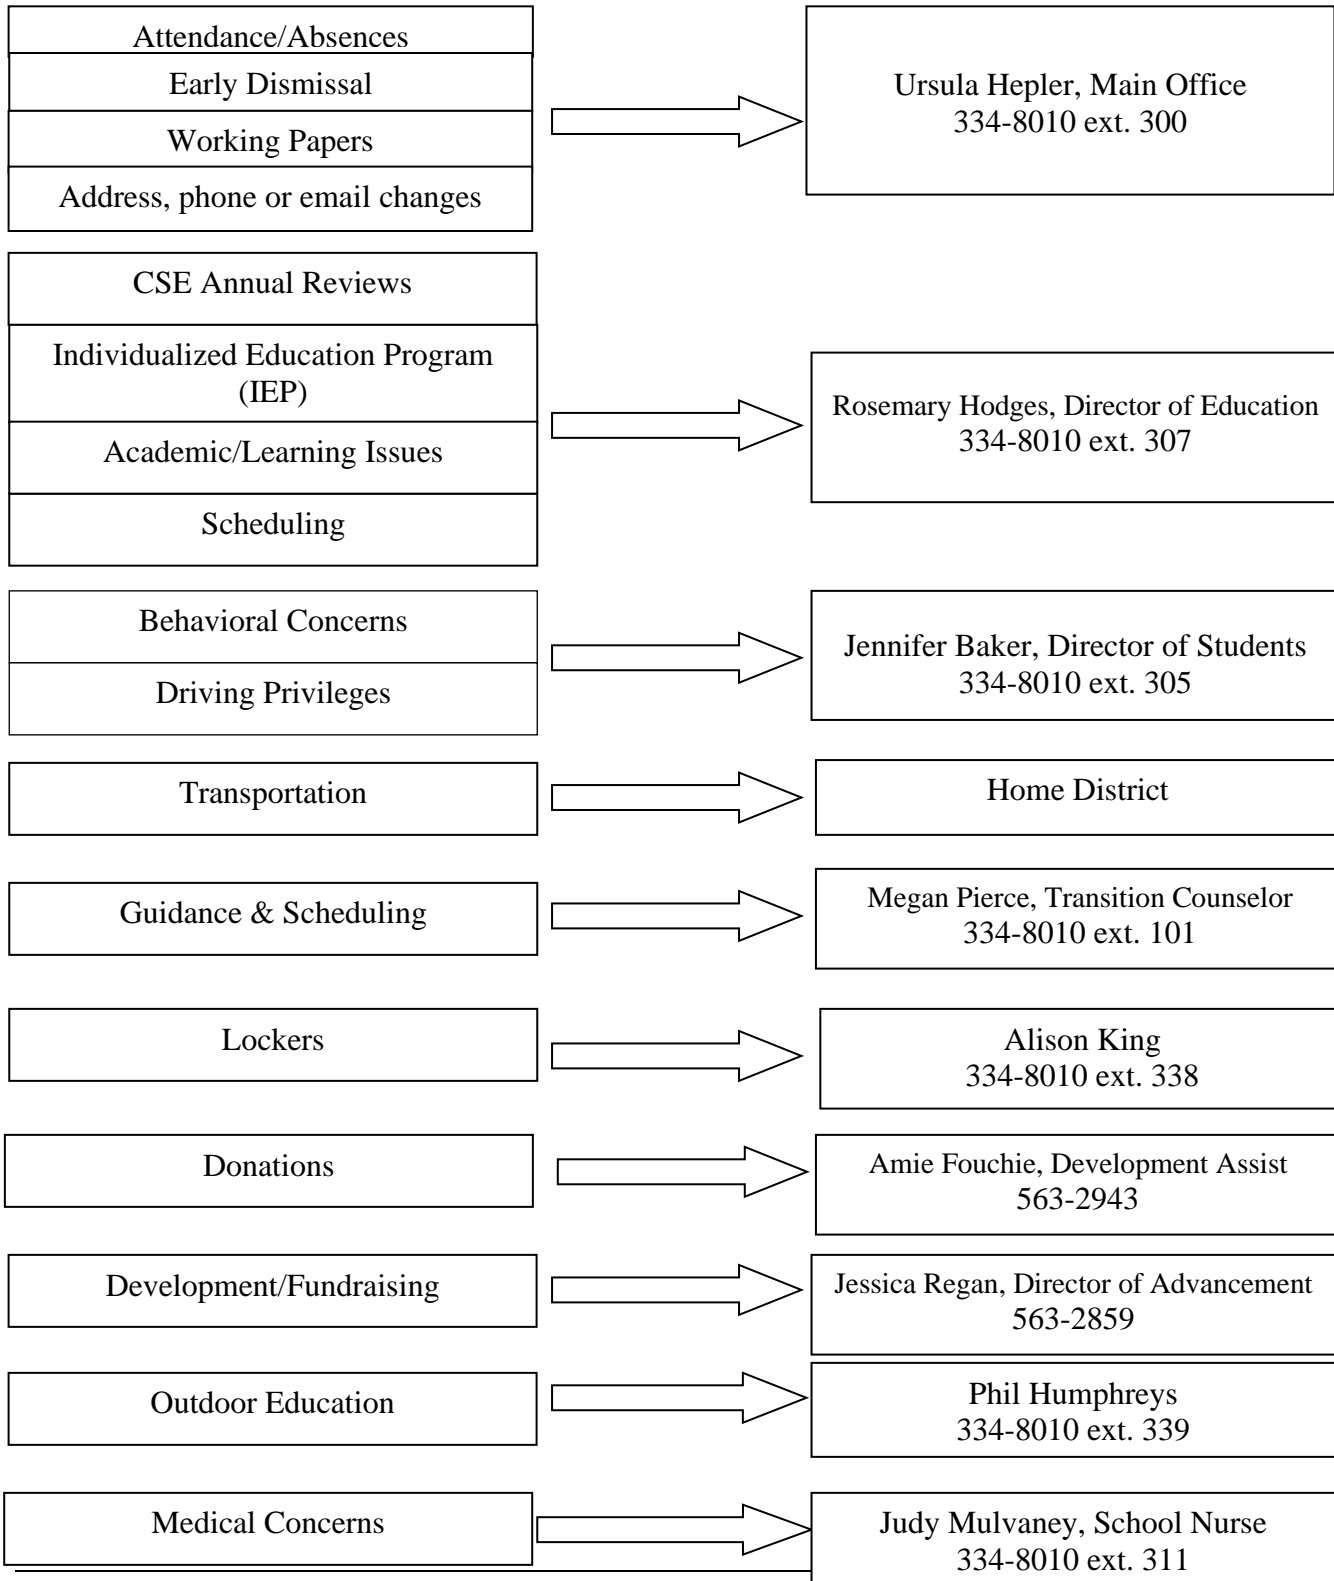 Attendance/Absences
Early Dismissal
Working Papers
Address, phone or email changes
Ursula Hepler, Main Office
334-8010 ext. 300
CSE Annual Reviews
Individualized Education Program
(IEP)
Academic/Learning Issues
Scheduling
Rosemary Hodges, Director of Education
334-8010 ext. 307
Behavioral Concerns
Driving Privileges
Jennifer Baker, Director of Students
334-8010 ext. 305
Transportation
Home District
Guidance & Scheduling
Megan Pierce, Transition Counselor
334-8010 ext. 101
Lockers
Alison King
334-8010 ext. 338
Donations
Amie Fouchie, Development Assist
563-2943
Development/Fundraising
Jessica Regan, Director of Advancement
563-2859
Outdoor Education
Phil Humphreys
334-8010 ext. 339
Medical Concerns
Judy Mulvaney, School Nurse
334-8010 ext. 311